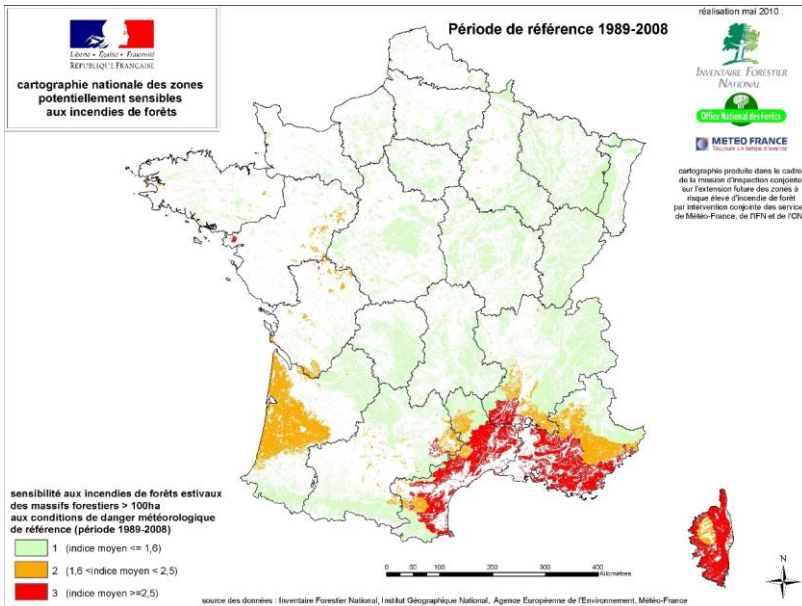 Liberté • Égalité • Fraternité
RÉPUBLIQUE FRANÇAISE
cartographie nationale des zones
potentiellement sensibles
aux incendies de forêts
Période de référence 1989-2008
réalisation mai 2010 :
INVENTAIRE FORESTIER
NATIONAL
Office National des Forêts
METEO FRANCE
Toujours un temps d'avance
cartographie produite dans le cadre
de la mission d'inspection conjointe
sur l'extension future des zones à
risque élevé d'incendie de forêt
par intervention conjointe des service
de Météo-France, de l'IFN et de l'ON
sensibilité aux incendies de forêts estivaux
des massifs forestiers > 100ha
aux conditions de danger météorologique
de référence (période 1989-2008)
1 (indice moyen <= 1,6)
2 (1,6 <indice moyen < 2,5)
3 (indice moyen >=2,5)
0 50 100 200 300 400
Kilomètres
N
source des données : Inventaire Forestier National, Institut Géographique National, Agence Européenne de l'Environnement, Météo-France